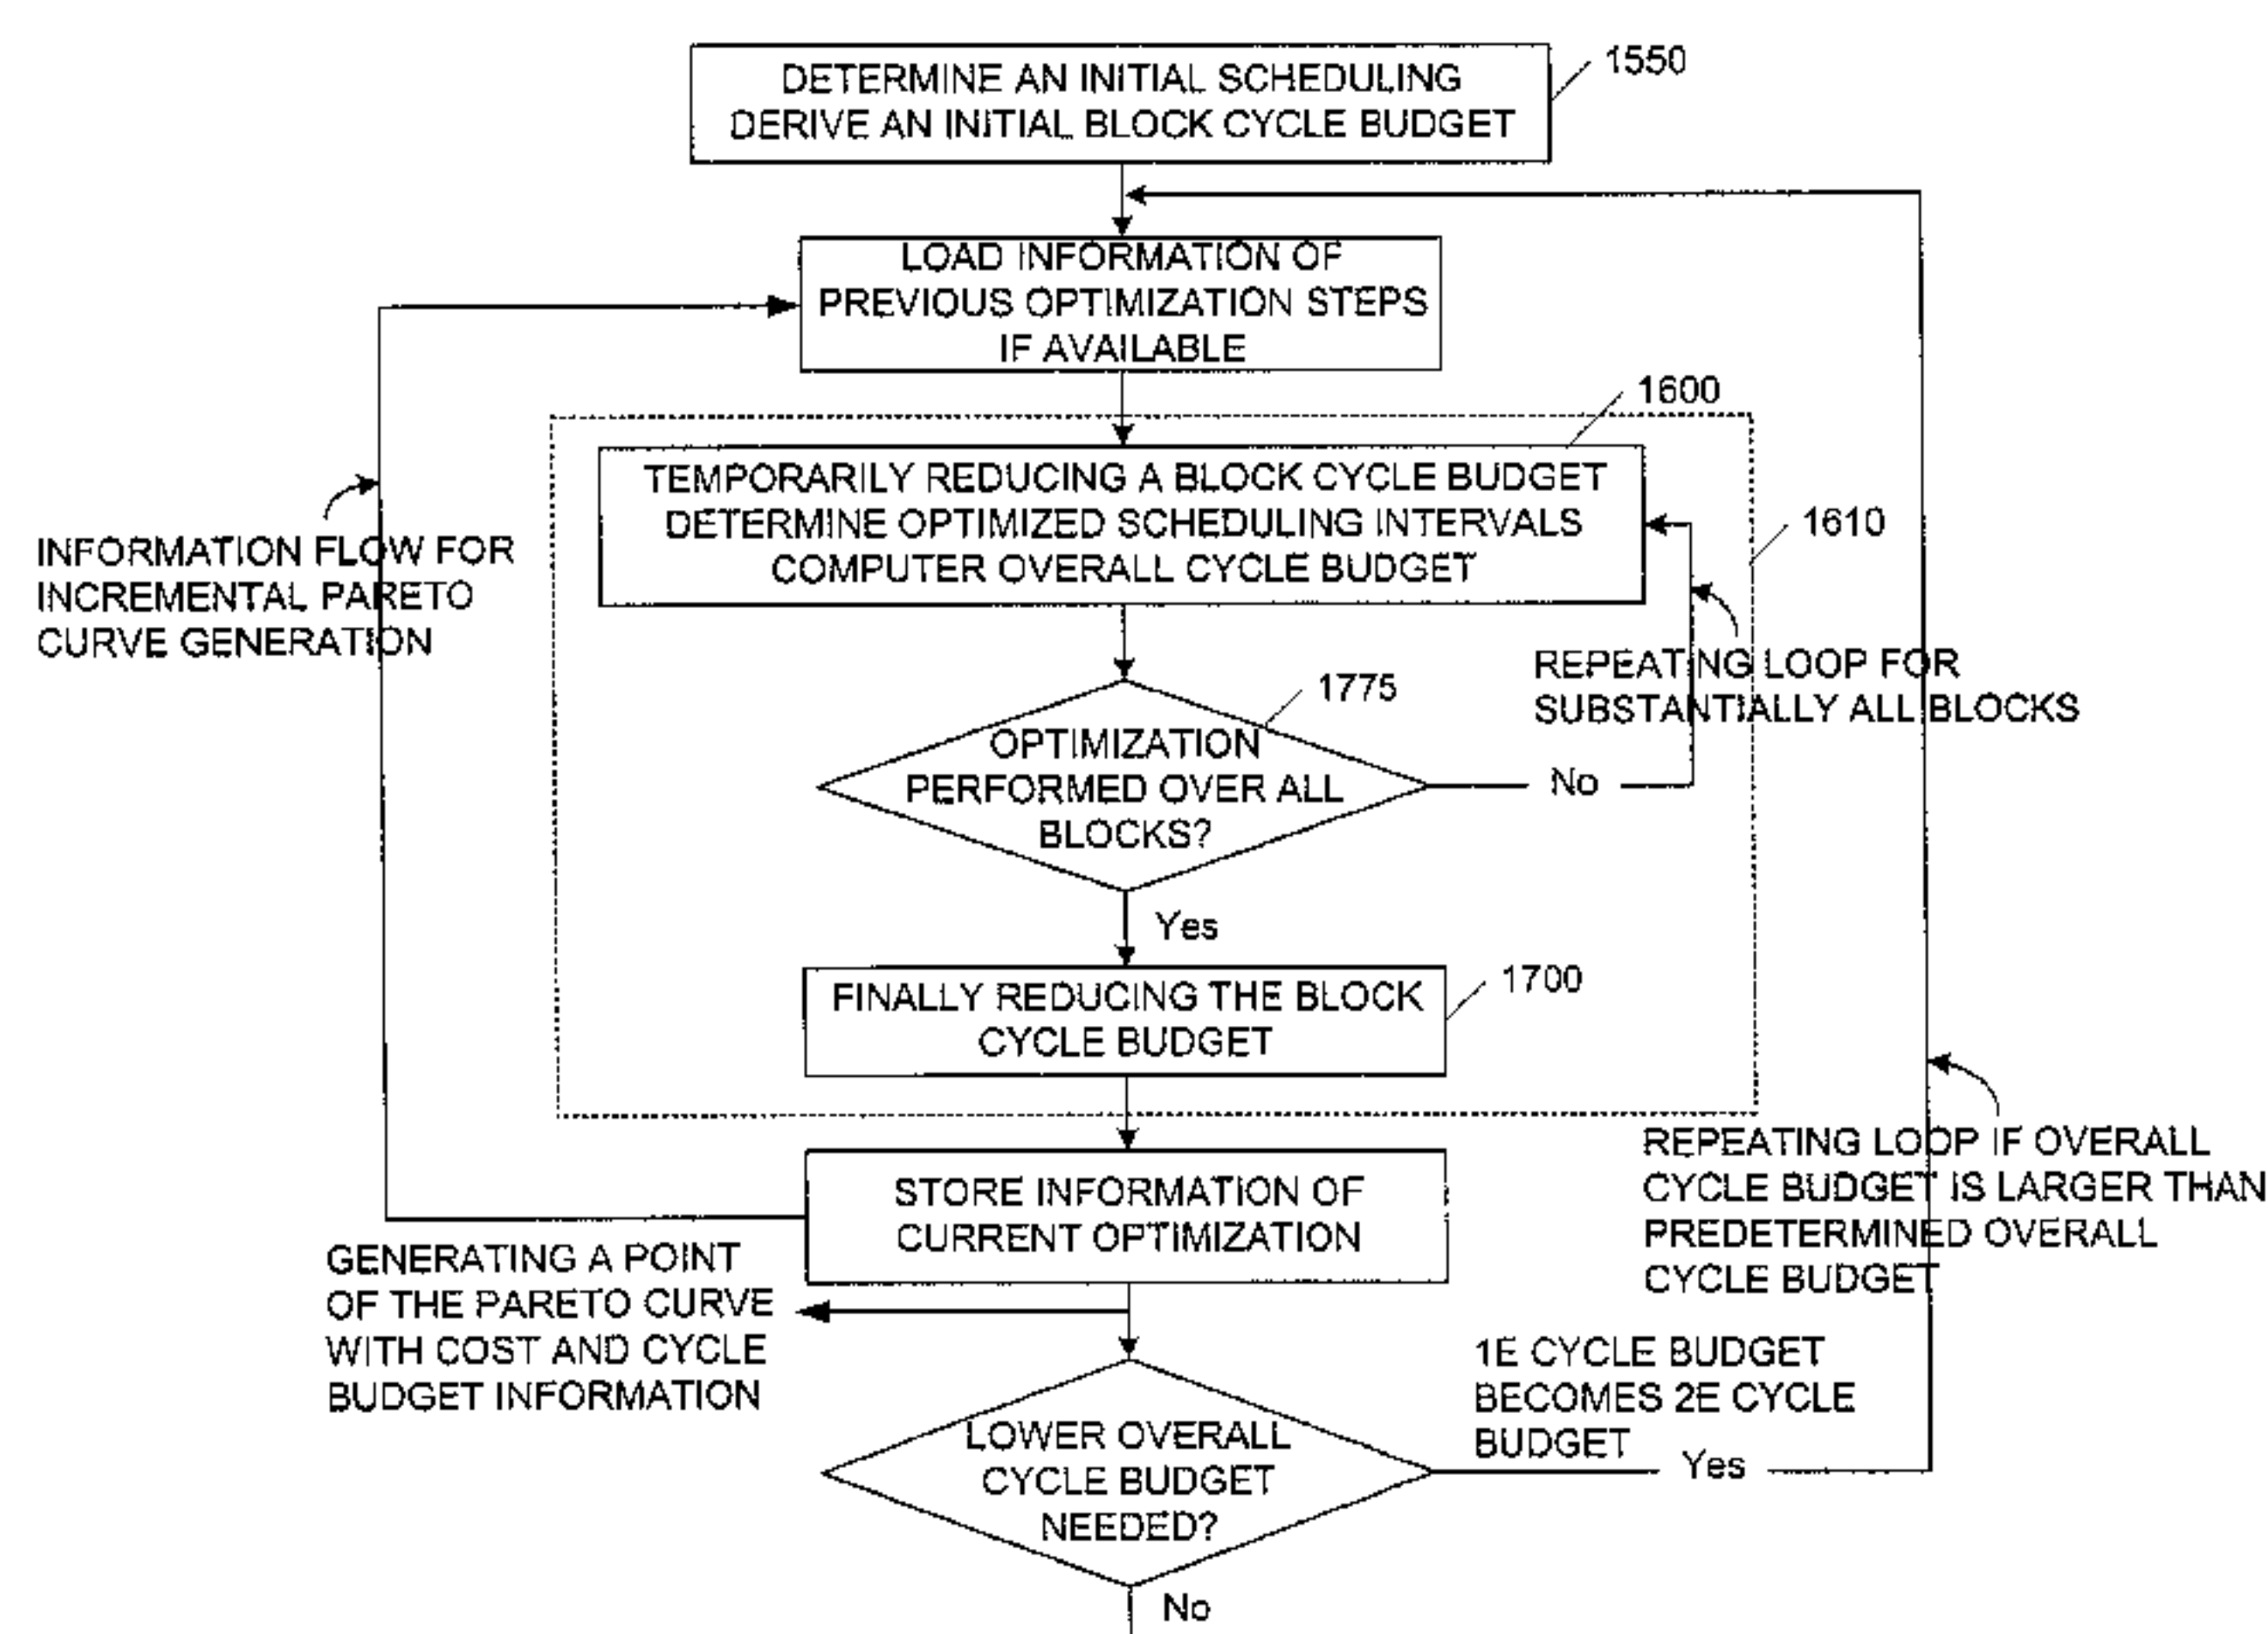 DETERMINE AN INITIAL SCHEDULING
DERIVE AN INITIAL BLOCK CYCLE BUDGET
1550
LOAD INFORMATION OF
PREVIOUS OPTIMIZATION STEPS
IF AVAILABLE
1600
TEMPORARILY REDUCING A BLOCK CYCLE BUDGET
DETERMINE OPTIMIZED SCHEDULING INTERVALS
COMPUTER OVERALL CYCLE BUDGET
1610
INFORMATION FLOW FOR
INCREMENTAL PARETO
CURVE GENERATION
REPEATING LOOP FOR
SUBSTANTIALLY ALL BLOCKS
1775
OPTIMIZATION
PERFORMED OVER ALL
BLOCKS?
No
Yes
FINALLY REDUCING THE BLOCK
CYCLE BUDGET
1700
REPEATING LOOP IF OVERALL
CYCLE BUDGET IS LARGER THAN
PREDETERMINED OVERALL
CYCLE BUDGET
STORE INFORMATION OF
CURRENT OPTIMIZATION
GENERATING A POINT
OF THE PARETO CURVE
WITH COST AND CYCLE
BUDGET INFORMATION
1E CYCLE BUDGET
BECOMES 2E CYCLE
BUDGET
Yes
LOWER OVERALL
CYCLE BUDGET
NEEDED?
No